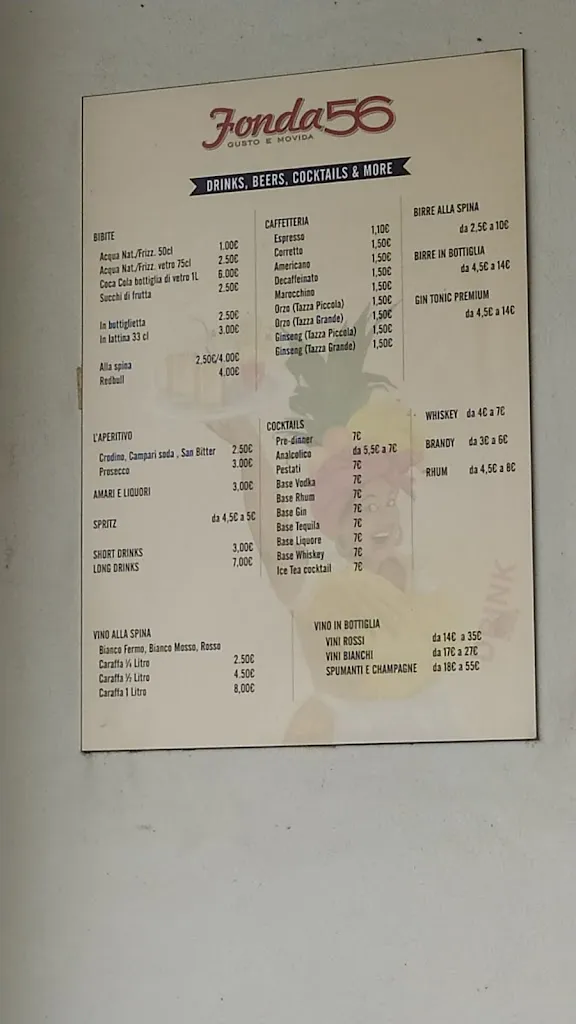 Fonda56
GUSTO E MOVIDA
DRINKS, BEERS, COCKTAILS & MORE
BIBITE
Acqua Nat./Frizz. 50cl 1.00€
Acqua Nat./Frizz. vetro 75cl 2.50€
Coca Cola bottiglia di vetro 1L 6.00€
Succhi di frutta 2.50€
In bottiglietta 2.50€
In lattina 33 cl 3.00€
Alla spina 2,50€/4.00€
Redbull 4,00€
CAFFETTERIA
Espresso 1,10€
Corretto 1,50€
Americano 1,50€
Decaffeinato 1,50€
Marocchino 1,50€
Orzo (Tazza Piccola) 1,50€
Orzo (Tazza Grande) 1,50€
Ginseng (Tazza Piccola) 1,50€
Ginseng (Tazza Grande) 1,50€
BIRRE ALLA SPINA
da 2,5€ a 10€
BIRRE IN BOTTIGLIA
da 4,5€ a 14€
GIN TONIC PREMIUM
da 4,5€ a 14€
L'APERITIVO
Crodino, Campari soda , San Bitter 2.50€
Prosecco 3.00€
AMARI E LIQUORI 3,00€
SPRITZ da 4,5€ a 5€
SHORT DRINKS 3,00€
LONG DRINKS 7,00€
COCKTAILS
Pre-dinner 7€
Analcolico da 5,5€ a 7€
Pestati 7€
Base Vodka 7€
Base Rhum 7€
Base Gin 7€
Base Tequila 7€
Base Liquore 7€
Base Whiskey 7€
Ice Tea cocktail 7€
WHISKEY da 4€ a 7€
BRANDY da 3€ a 6€
RHUM da 4,5€ a 8€
VINO ALLA SPINA
Bianco Fermo, Bianco Mosso, Rosso
Caraffa ¼ Litro 2.50€
Caraffa ½ Litro 4.50€
Caraffa 1 Litro 8,00€
VINO IN BOTTIGLIA
VINI ROSSI da 14€ a 35€
VINI BIANCHI da 17€ a 27€
SPUMANTI E CHAMPAGNE da 18€ a 55€